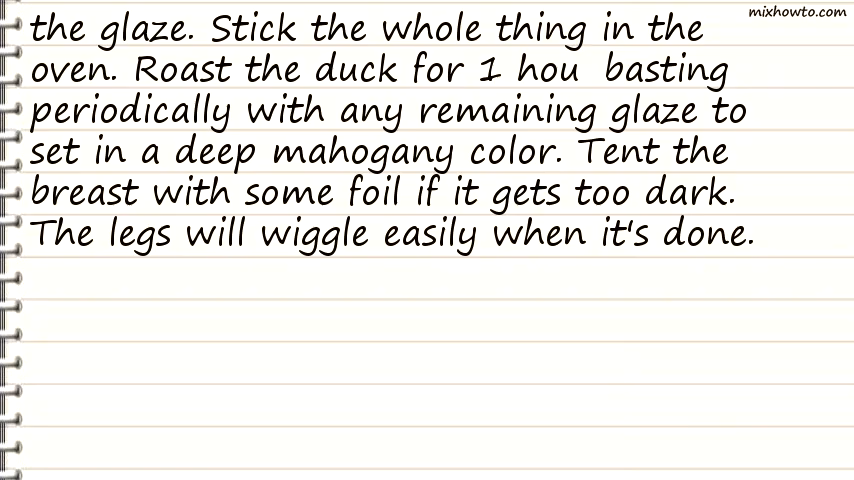 mixhowto.com
the glaze. Stick the whole thing in the
oven. Roast the duck for 1 hou  basting
periodically with any remaining glaze to
set in a deep mahogany color. Tent the
breast with some foil if it gets too dark.
The legs will wiggle easily when it's done.